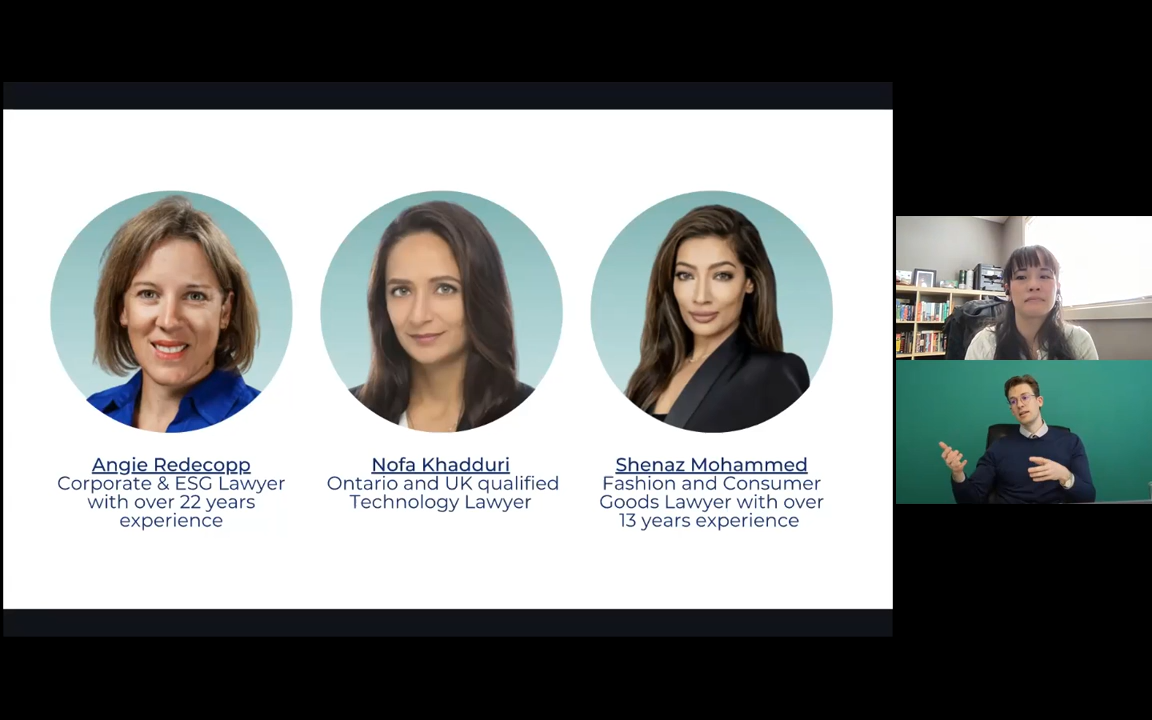 Angie Redecopp
Corporate & ESG Lawyer
with over 22 years
experience
Nofa Khadduri
Ontario and UK qualified
Technology Lawyer
Shenaz Mohammed
Fashion and Consumer
Goods Lawyer with over
13 years experience